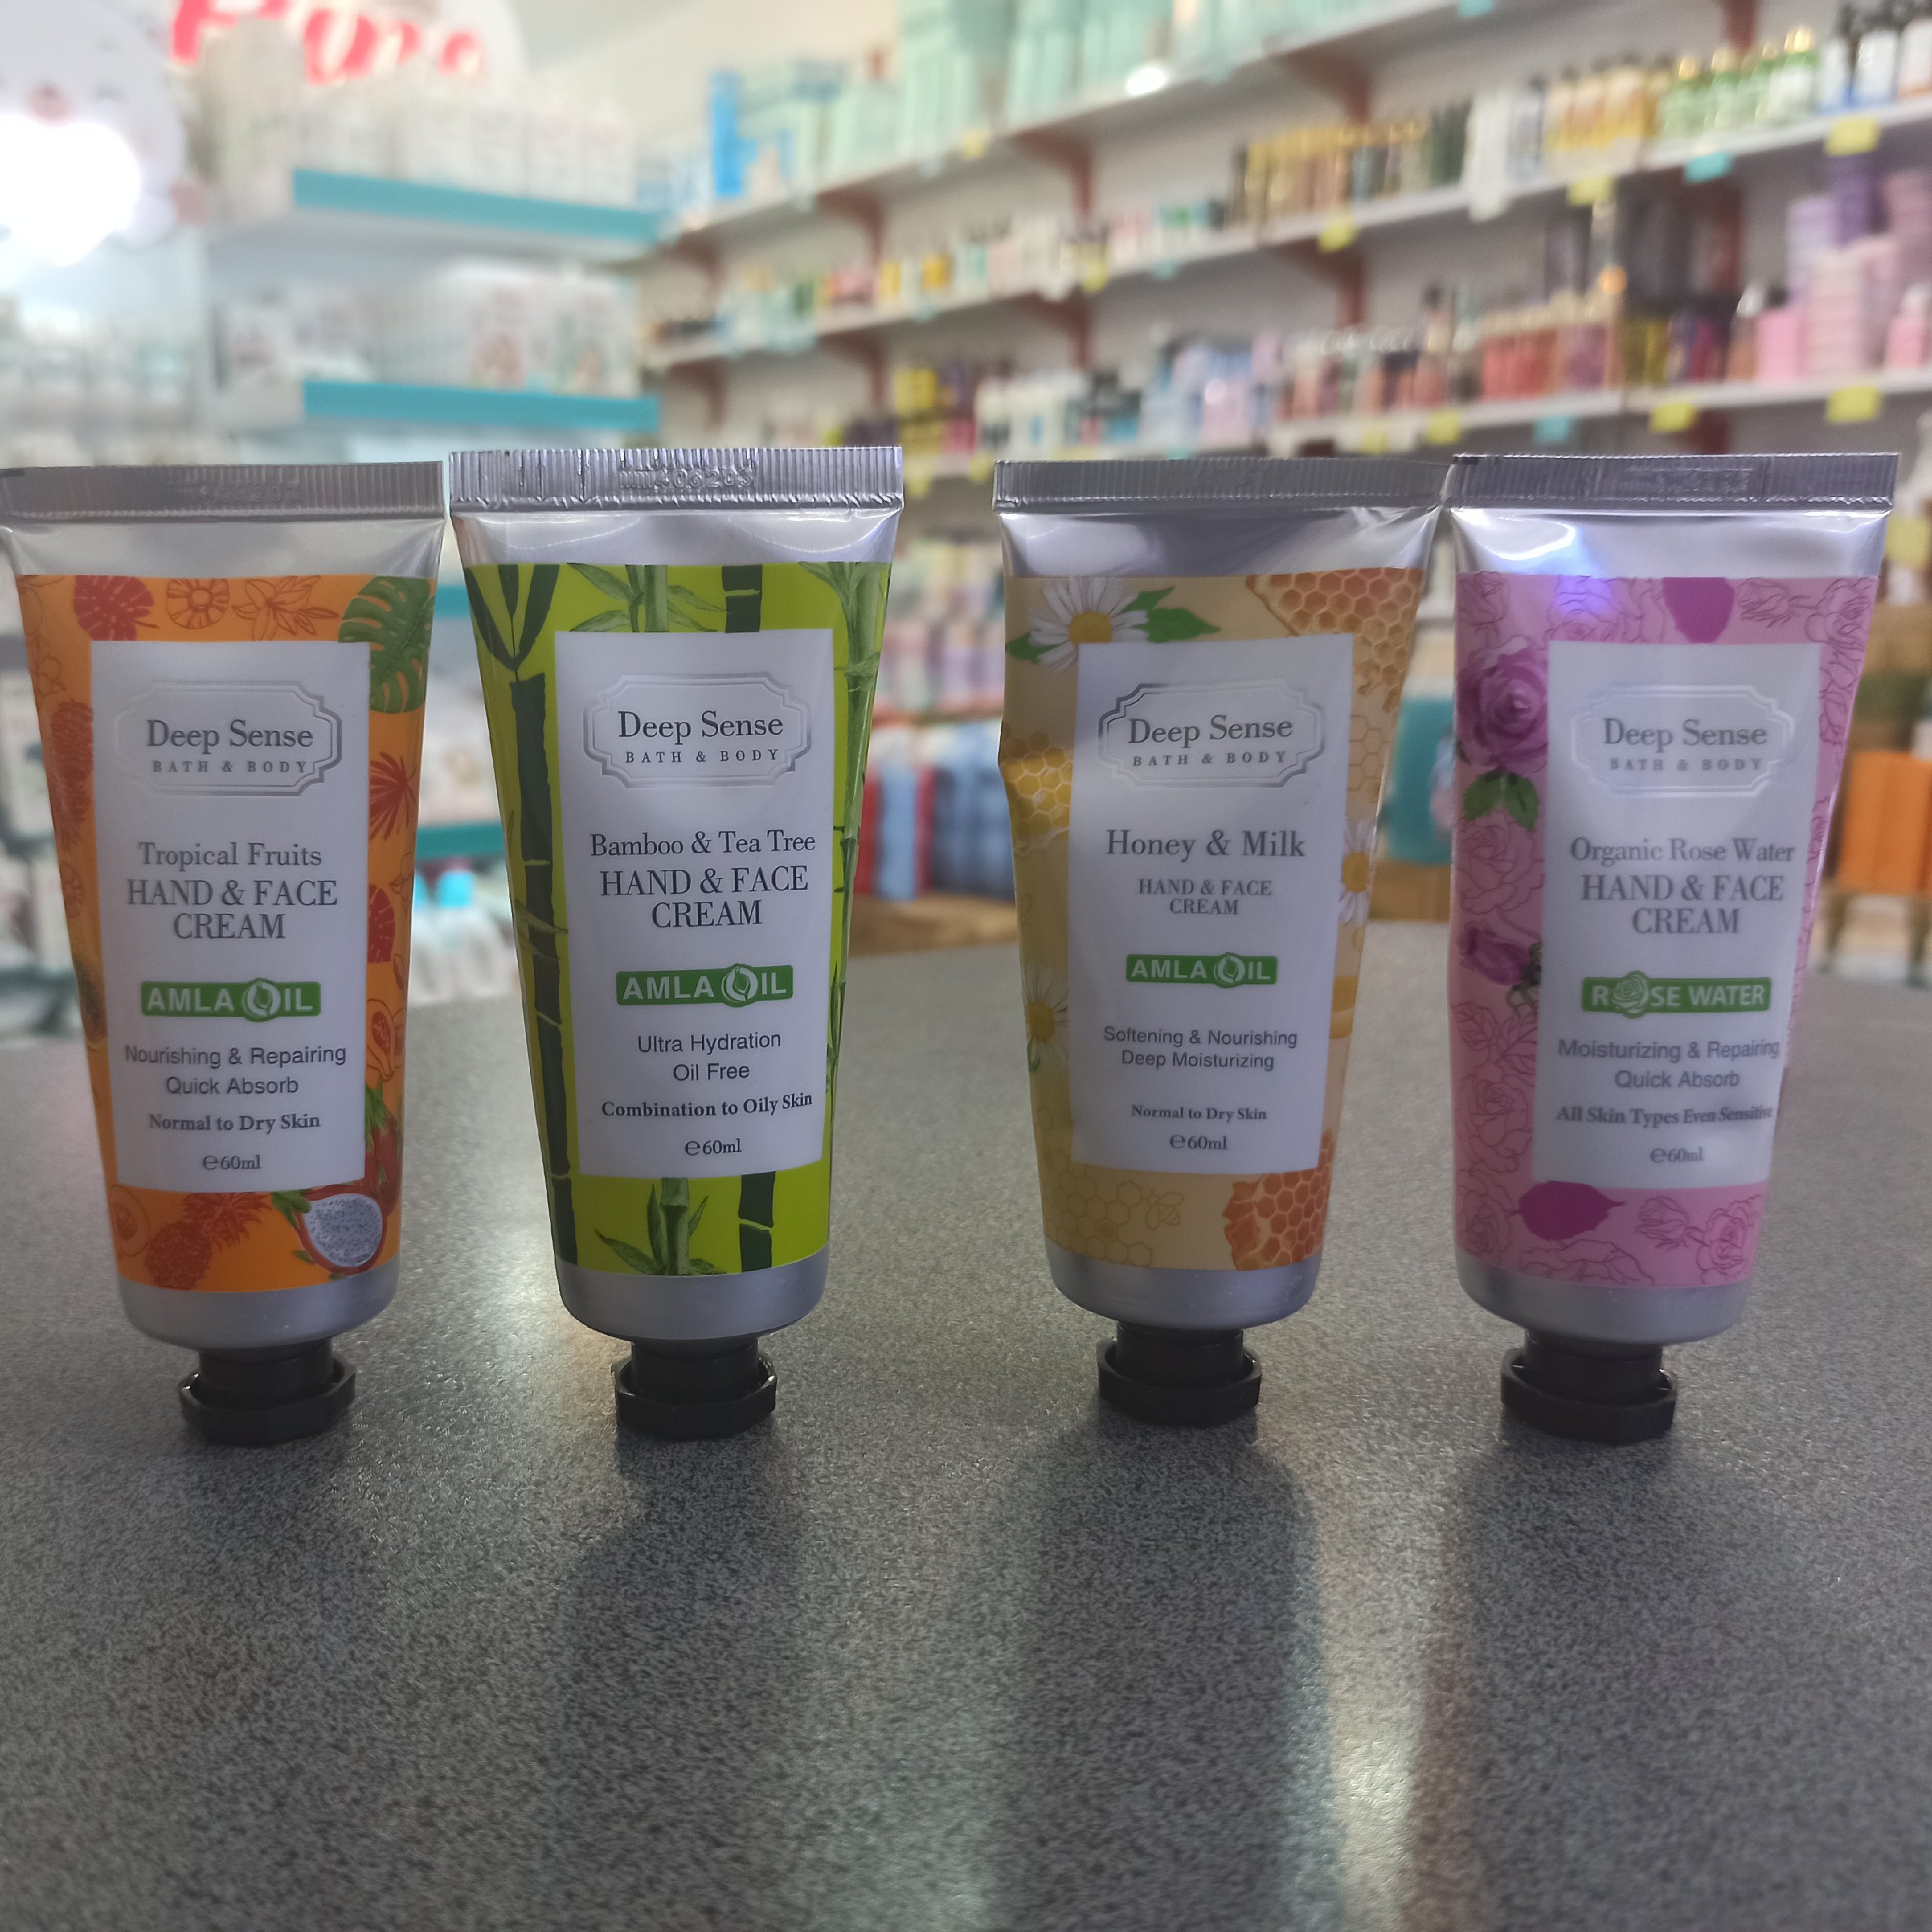 Deep Sense
BATH & BODY
Tropical Fruits
HAND & FACE
CREAM
AMLA OIL
Nourishing & Repairing
Quick Absorb
Normal to Dry Skin
℮60ml
Deep Sense
BATH & BODY
Bamboo & Tea Tree
HAND & FACE
CREAM
AMLA OIL
Ultra Hydration
Oil Free
Combination to Oily Skin
℮60ml
Deep Sense
BATH & BODY
Honey & Milk
HAND & FACE
CREAM
AMLA OIL
Softening & Nourishing
Deep Moisturizing
Normal to Dry Skin
℮60ml
Deep Sense
BATH & BODY
Organic Rose Water
HAND & FACE
CREAM
ROSE WATER
Moisturizing & Repairing
Quick Absorb
All Skin Types Even Sensitive
℮60ml